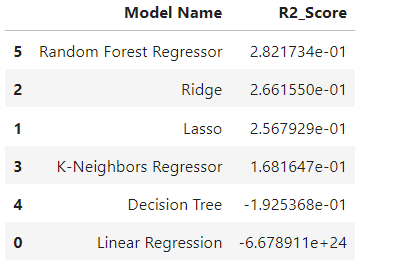 Model Name R2_Score
5 Random Forest Regressor 2.821734e-01
2 Ridge 2.661550e-01
1 Lasso 2.567929e-01
3 K-Neighbors Regressor 1.681647e-01
4 Decision Tree -1.925368e-01
0 Linear Regression -6.678911e+24